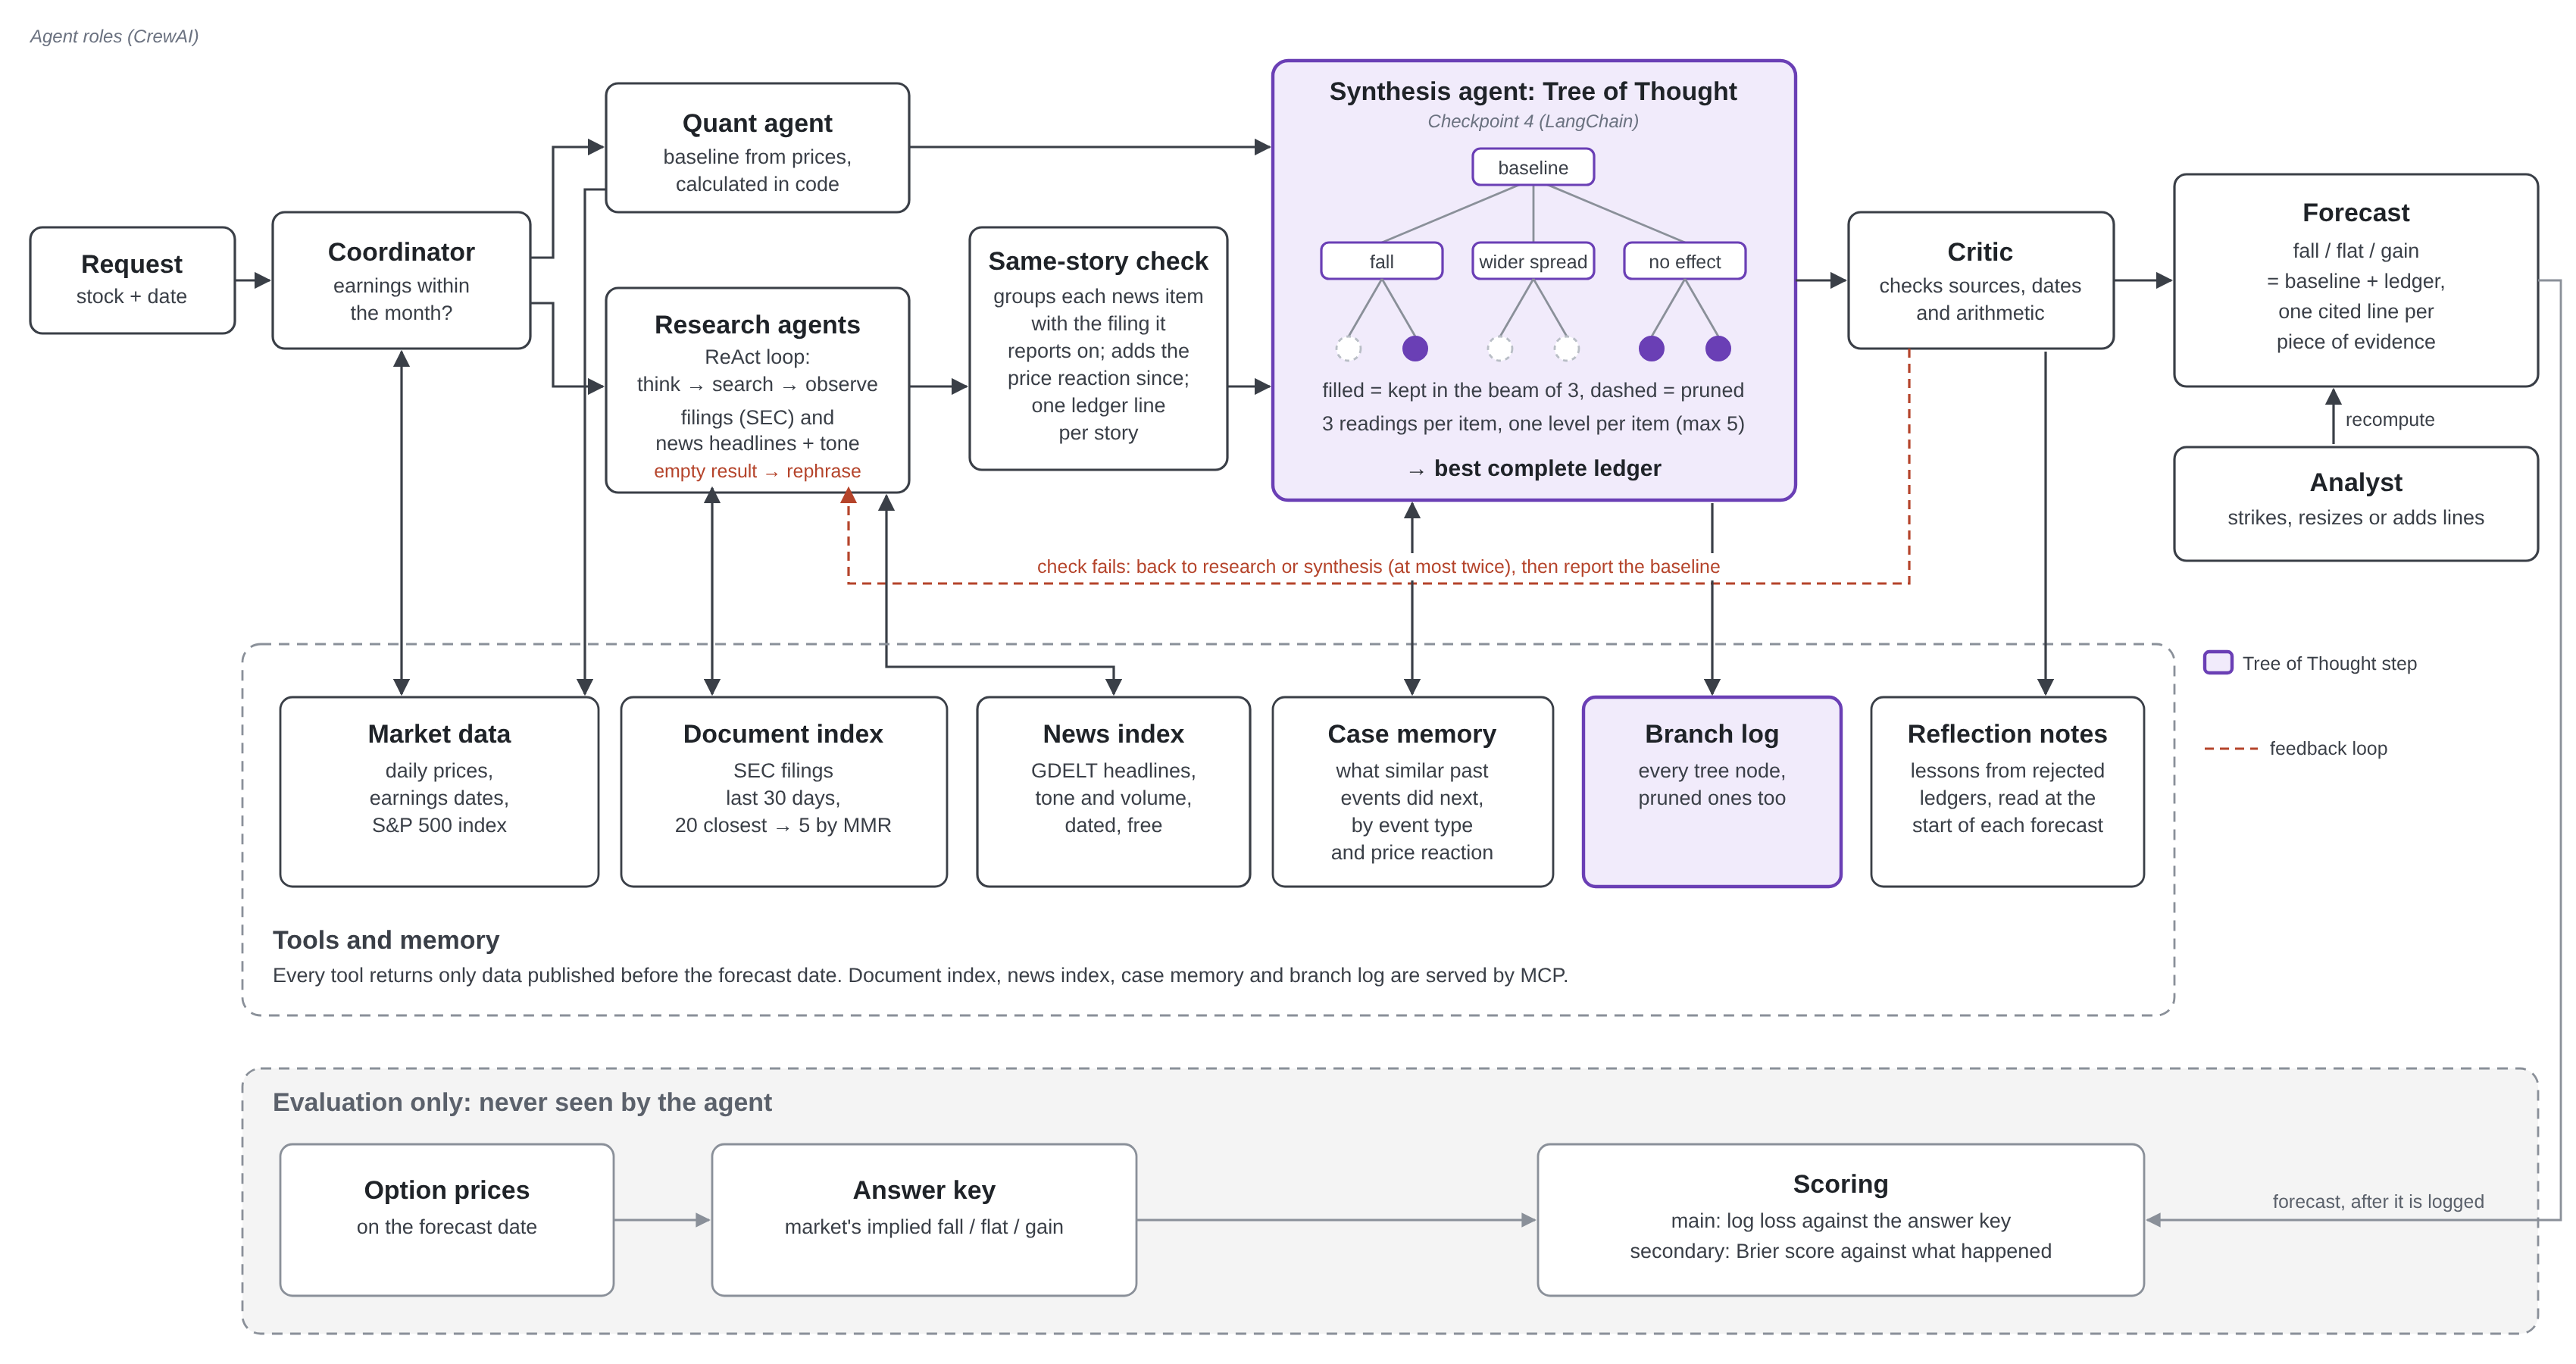 Agent roles (CrewAI)
Request
stock + date
Coordinator
earnings within
the month?
Quant agent
baseline from prices,
calculated in code
Research agents
ReAct loop:
think → search → observe
filings (SEC) and
news headlines + tone
empty result → rephrase
Same-story check
groups each news item
with the filing it
reports on; adds the
price reaction since;
one ledger line
per story
Synthesis agent: Tree of Thought
Checkpoint 4 (LangChain)
baseline
fall
wider spread
no effect
filled = kept in the beam of 3, dashed = pruned
3 readings per item, one level per item (max 5)
→ best complete ledger
Critic
checks sources, dates
and arithmetic
Forecast
fall / flat / gain
= baseline + ledger,
one cited line per
piece of evidence
recompute
Analyst
strikes, resizes or adds lines
check fails: back to research or synthesis (at most twice), then report the baseline
Tree of Thought step
feedback loop
Market data
daily prices,
earnings dates,
S&P 500 index
Document index
SEC filings
last 30 days,
20 closest → 5 by MMR
News index
GDELT headlines,
tone and volume,
dated, free
Case memory
what similar past
events did next,
by event type
and price reaction
Branch log
every tree node,
pruned ones too
Reflection notes
lessons from rejected
ledgers, read at the
start of each forecast
Tools and memory
Every tool returns only data published before the forecast date. Document index, news index, case memory and branch log are served by MCP.
Evaluation only: never seen by the agent
Option prices
on the forecast date
Answer key
market's implied fall / flat / gain
Scoring
main: log loss against the answer key
secondary: Brier score against what happened
forecast, after it is logged